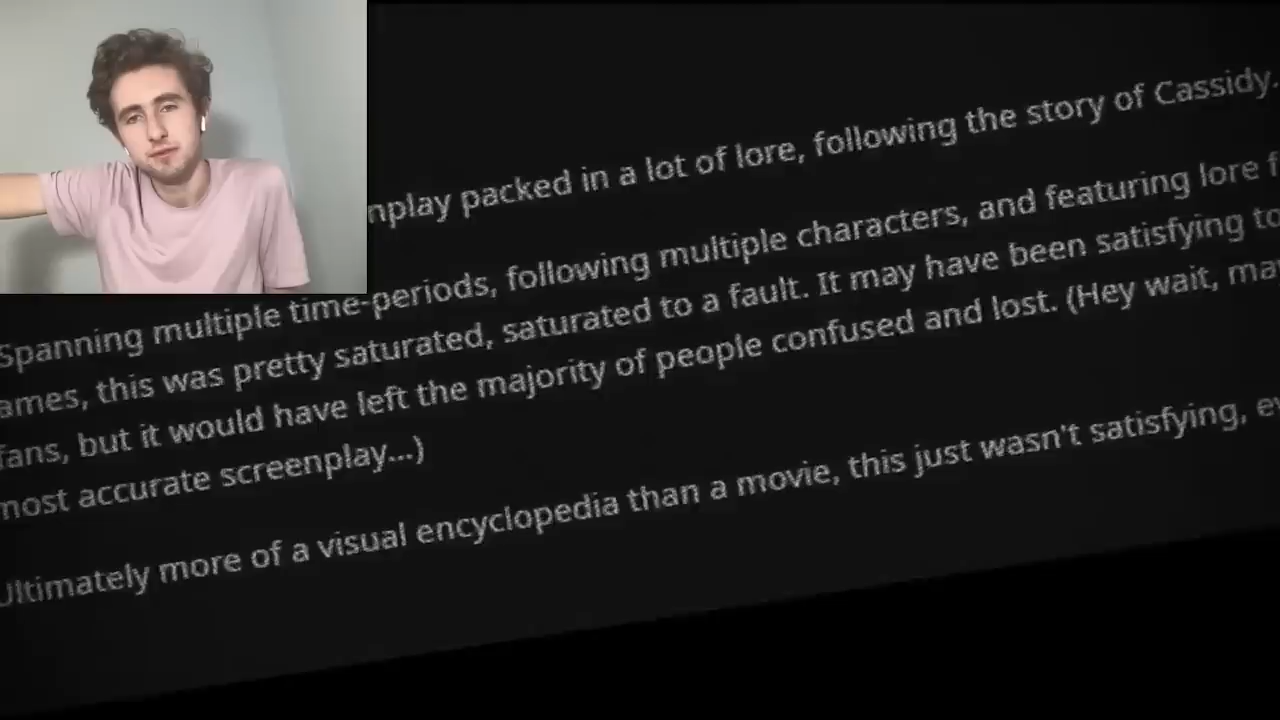 nplay packed in a lot of lore, following the story of Cassidy.
Spanning multiple time-periods, following multiple characters, and featuring lore f
ames, this was pretty saturated, saturated to a fault. It may have been satisfying to
fans, but it would have left the majority of people confused and lost. (Hey wait, ma
most accurate screenplay...)
Ultimately more of a visual encyclopedia than a movie, this just wasn't satisfying, ev